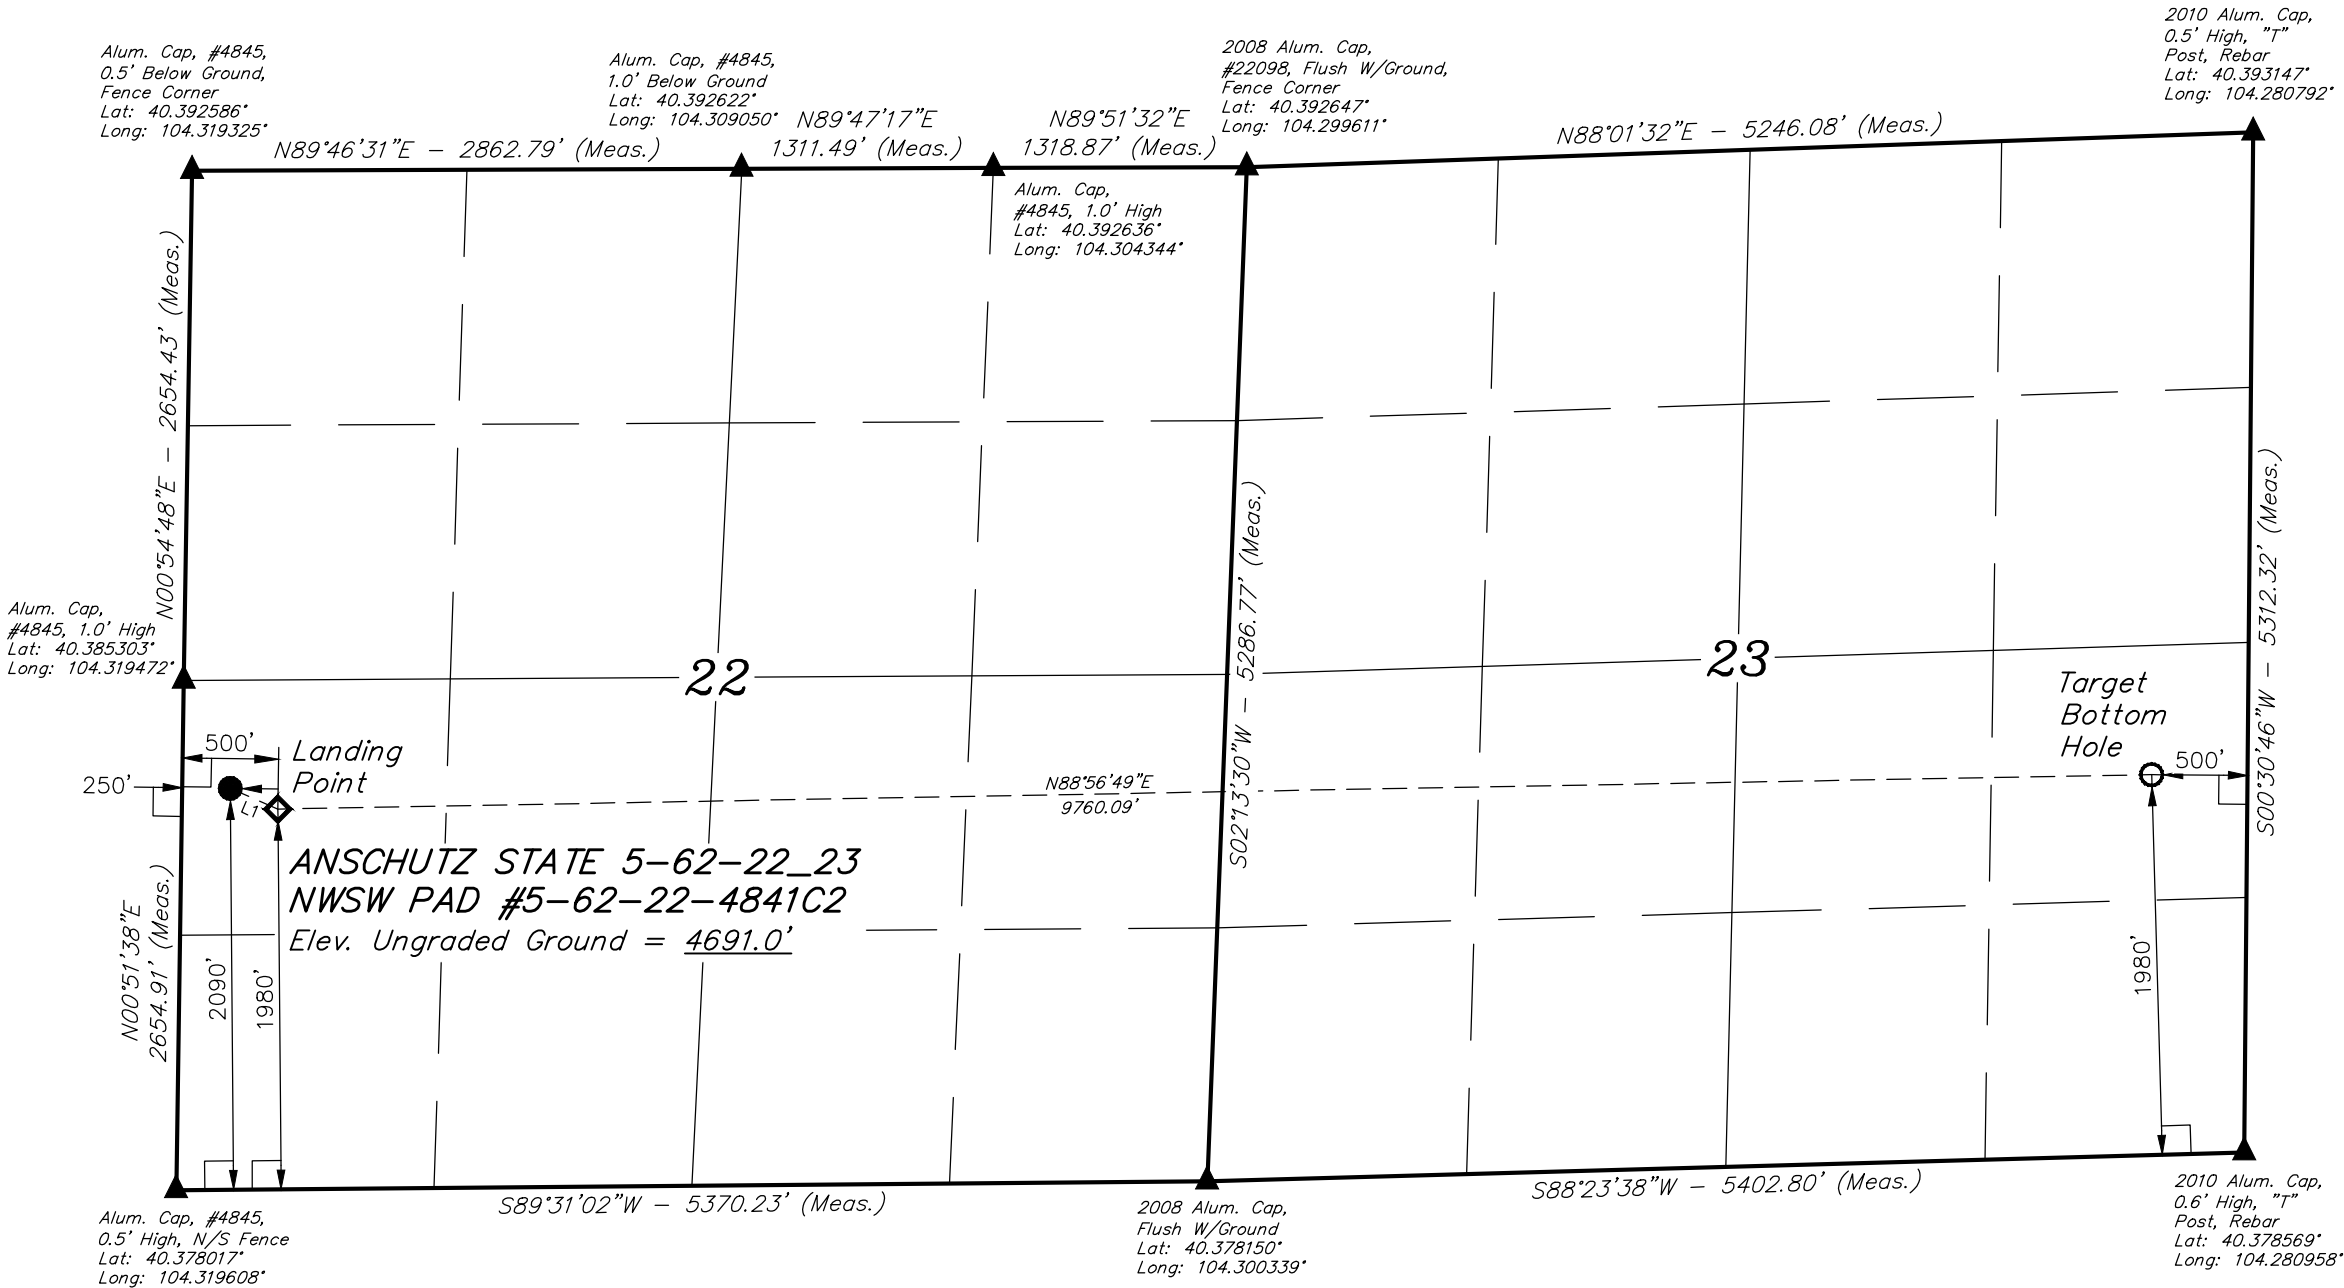 Alum. Cap, #4845,
0.5' Below Ground,
Fence Corner
Lat: 40.392586°
Long: 104.319325°
Alum. Cap, #4845,
1.0' Below Ground
Lat: 40.392622°
Long: 104.309050°
2008 Alum. Cap,
#22098, Flush W/Ground,
Fence Corner
Lat: 40.392647°
Long: 104.299611°
2010 Alum. Cap,
0.5' High, "T"
Post, Rebar
Lat: 40.393147°
Long: 104.280792°
N89°46'31"E – 2862.79' (Meas.)
N89°47'17"E
1311.49' (Meas.)
N89°51'32"E
1318.87' (Meas.)
N88°01'32"E – 5246.08' (Meas.)
Alum. Cap,
#4845, 1.0' High
Lat: 40.392636°
Long: 104.304344°
N00°54'48"E – 2654.43' (Meas.)
Alum. Cap,
#4845, 1.0' High
Lat: 40.385303°
Long: 104.319472°
22
23
S02°13'30"W – 5286.77' (Meas.)
S00°30'46"W – 5312.32' (Meas.)
Target
Bottom
Hole
500'
500'
Landing
Point
250'
L1
N88°56'49"E
9760.09'
ANSCHUTZ STATE 5-62-22_23
NWSW PAD #5-62-22-4841C2
Elev. Ungraded Ground = 4691.0'
N00°51'38"E
2654.91' (Meas.)
2090'
1980'
1980'
S89°31'02"W – 5370.23' (Meas.)
S88°23'38"W – 5402.80' (Meas.)
Alum. Cap, #4845,
0.5' High, N/S Fence
Lat: 40.378017°
Long: 104.319608°
2008 Alum. Cap,
Flush W/Ground
Lat: 40.378150°
Long: 104.300339°
2010 Alum. Cap,
0.6' High, "T"
Post, Rebar
Lat: 40.378569°
Long: 104.280958°